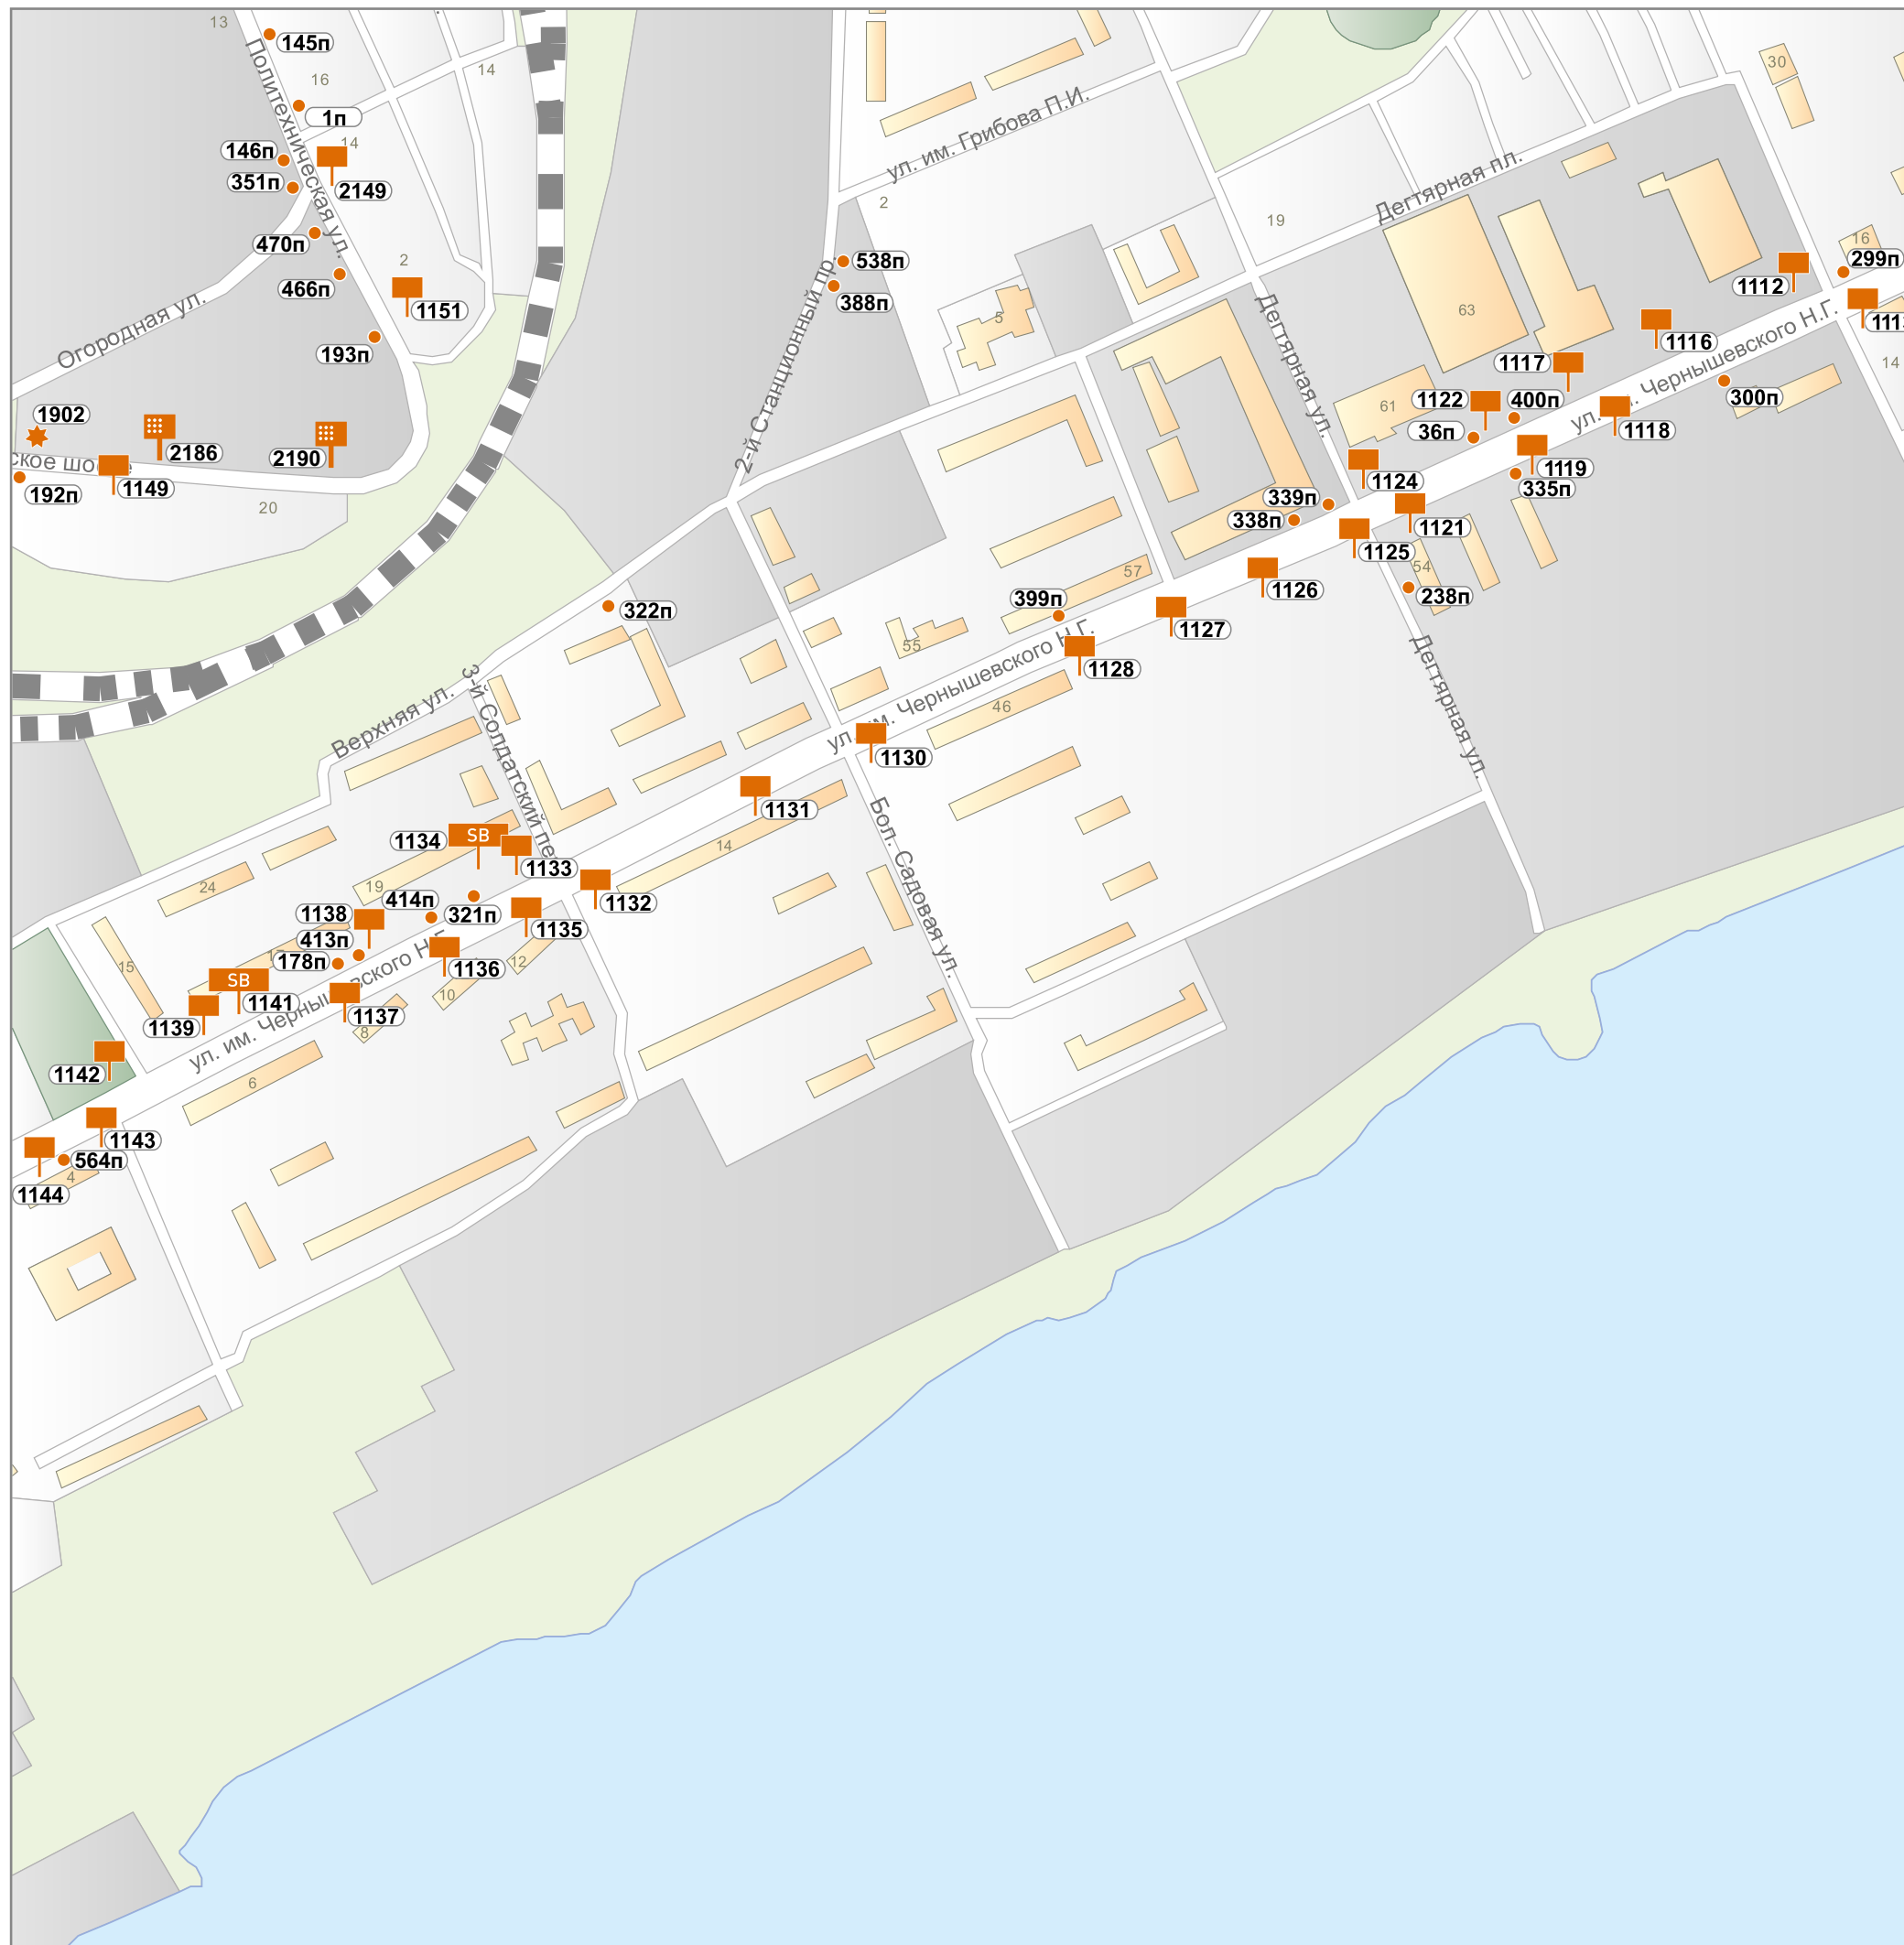 13
145п
16
14
1п
14
Политехническая ул.
146п
351п
2149
470п
466п
2
1151
193п
Огородная ул.
1902
2186
2190
ское шоссе
1149
192п
20
30
ул. им. Грибова П.И.
2
Дегтярная пл.
19
538п
388п
2-й Станционный пр.
5
16
299п
1112
63
Дегтярная ул.
1116
1117
14
ул. им. Чернышевского Н.Г.
300п
61
1122
400п
36п
1118
1119
335п
1124
339п
338п
1121
1125
54
238п
1126
57
399п
1127
322п
55
ул. им. Чернышевского Н.Г.
1128
Дегтярная ул.
46
1130
3-й Солдатский пер.
Верхняя ул.
1131
Бол. Садовая ул.
14
SB
1134
1133
19
24
414п
321п
1132
1138
413п
1135
178п
12
1136
15
10
SB
1141
1139
1137
8
ул. им. Чернышевского Н.Г.
1142
6
1143
564п
4
1144